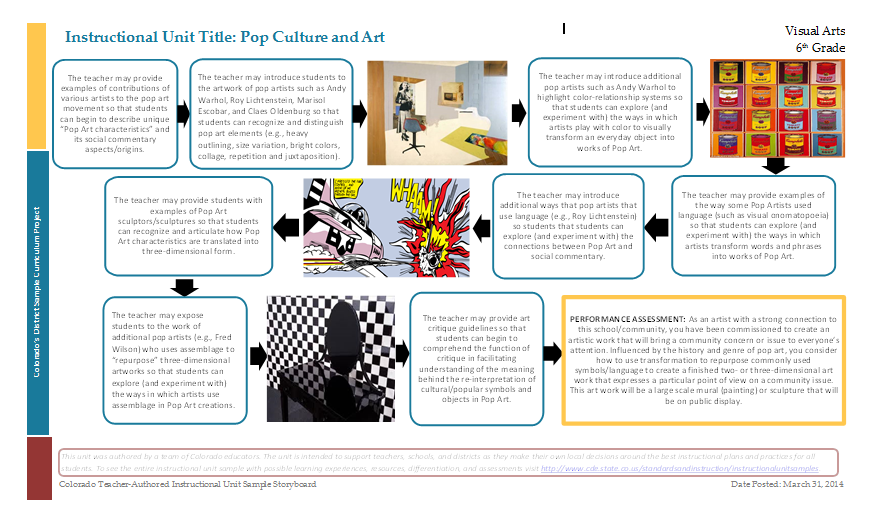 Instructional Unit Title: Pop Culture and Art
Visual Arts
6th Grade
The teacher may provide
examples of contributions of
various artists to the pop art
movement so that students
can begin to describe unique
“Pop Art characteristics” and
its social commentary
aspects/origins.
The teacher may introduce students to
the artwork of pop artists such as Andy
Warhol, Roy Lichtenstein, Marisol
Escobar, and Claes Oldenburg so that
students can recognize and distinguish
pop art elements (e.g., heavy
outlining, size variation, bright colors,
collage, repetition and juxtaposition).
The teacher may introduce additional
pop artists such as Andy Warhol to
highlight color-relationship systems so
that students can explore (and
experiment with) the ways in which
artists play with color to visually
transform an everyday object into
works of Pop Art.
The teacher may provide examples of
the way some Pop Artists used
language (such as visual onomatopoeia)
so that students can explore (and
experiment with) the ways in which
artists transform words and phrases
into works of Pop Art.
The teacher may introduce
additional ways that pop artists that
use language (e.g., Roy Lichtenstein)
so students that students can
explore (and experiment with) the
connections between Pop Art and
social commentary.
WHAAM!
The teacher may provide students with
examples of Pop Art
sculptors/sculptures so that students
can recognize and articulate how Pop
Art characteristics are translated into
three-dimensional form.
The teacher may expose
students to the work of
additional pop artists (e.g., Fred
Wilson) who uses assemblage to
“repurpose” three-dimensional
artworks so that students can
explore (and experiment with)
the ways in which artists use
assemblage in Pop Art creations.
The teacher may provide art
critique guidelines so that
students can begin to
comprehend the function of
critique in facilitating
understanding of the meaning
behind the re-interpretation of
cultural/popular symbols and
objects in Pop Art.
PERFORMANCE ASSESSMENT: As an artist with a strong connection to
this school/community, you have been commissioned to create an
artistic work that will bring a community concern or issue to everyone’s
attention. Influenced by the history and genre of pop art, you consider
how to use transformation to repurpose commonly used
symbols/language to create a finished two- or three-dimensional art
work that expresses a particular point of view on a community issue.
This art work will be a large scale mural (painting) or sculpture that will
be on public display.
Colorado’s District Sample Curriculum Project
This unit was authored by a team of Colorado educators. The unit is intended to support teachers, schools, and districts as they make their own local decisions around the best instructional plans and practices for all
students. To see the entire instructional unit sample with possible learning experiences, resources, differentiation, and assessments visit http://www.cde.state.co.us/standardsandinstruction/instructionalunitsamples.
Colorado Teacher-Authored Instructional Unit Sample Storyboard
Date Posted: March 31, 2014